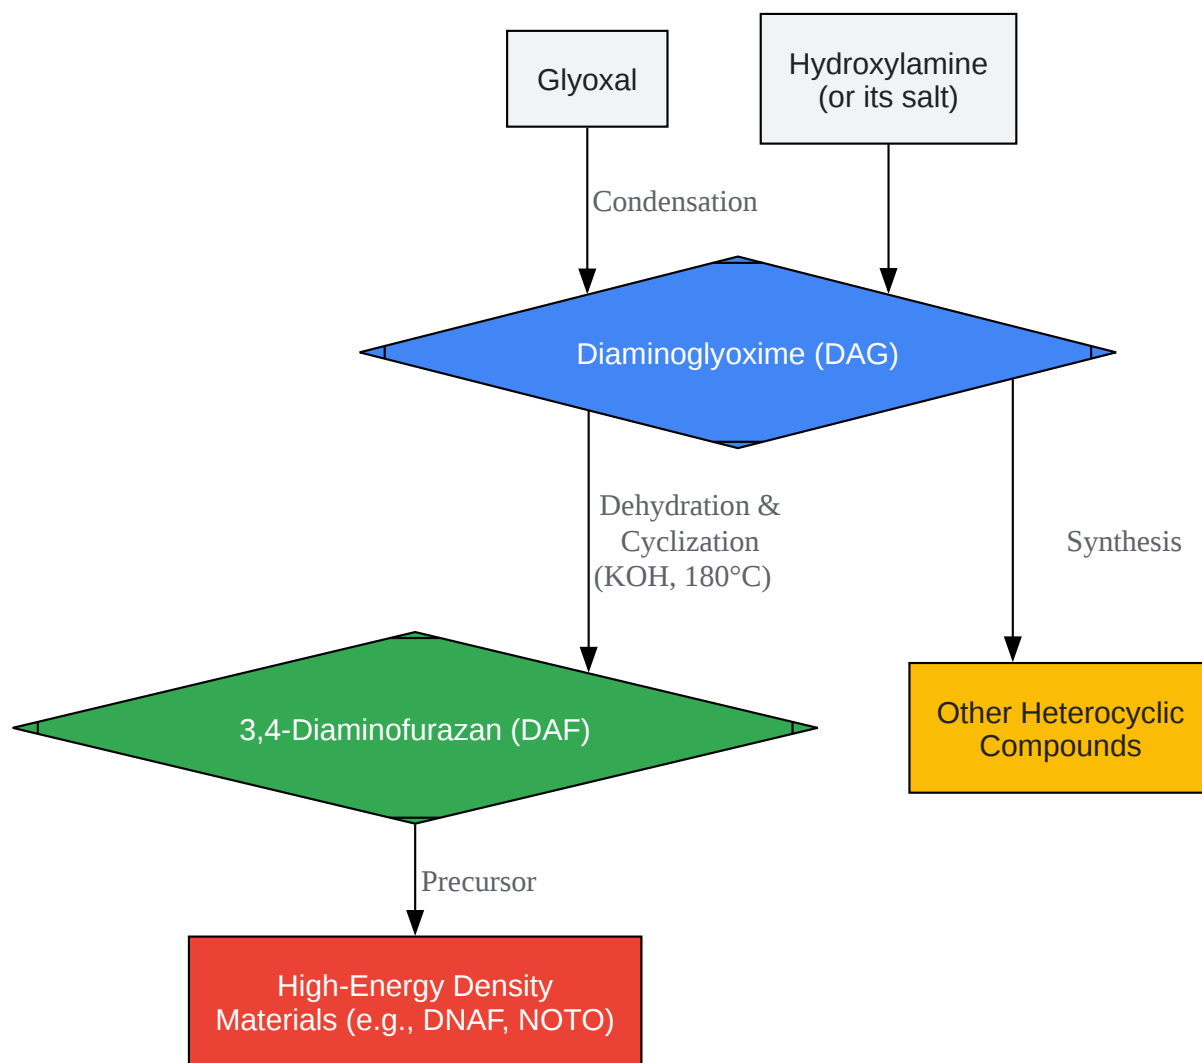 Glyoxal
Hydroxylamine
(or its salt)
Condensation
Diaminoglyoxime (DAG)
Dehydration &
Cyclization
(KOH, 180°C)
Synthesis
3,4-Diaminofurazan (DAF)
Other Heterocyclic
Compounds
Precursor
High-Energy Density
Materials (e.g., DNAF, NOTO)